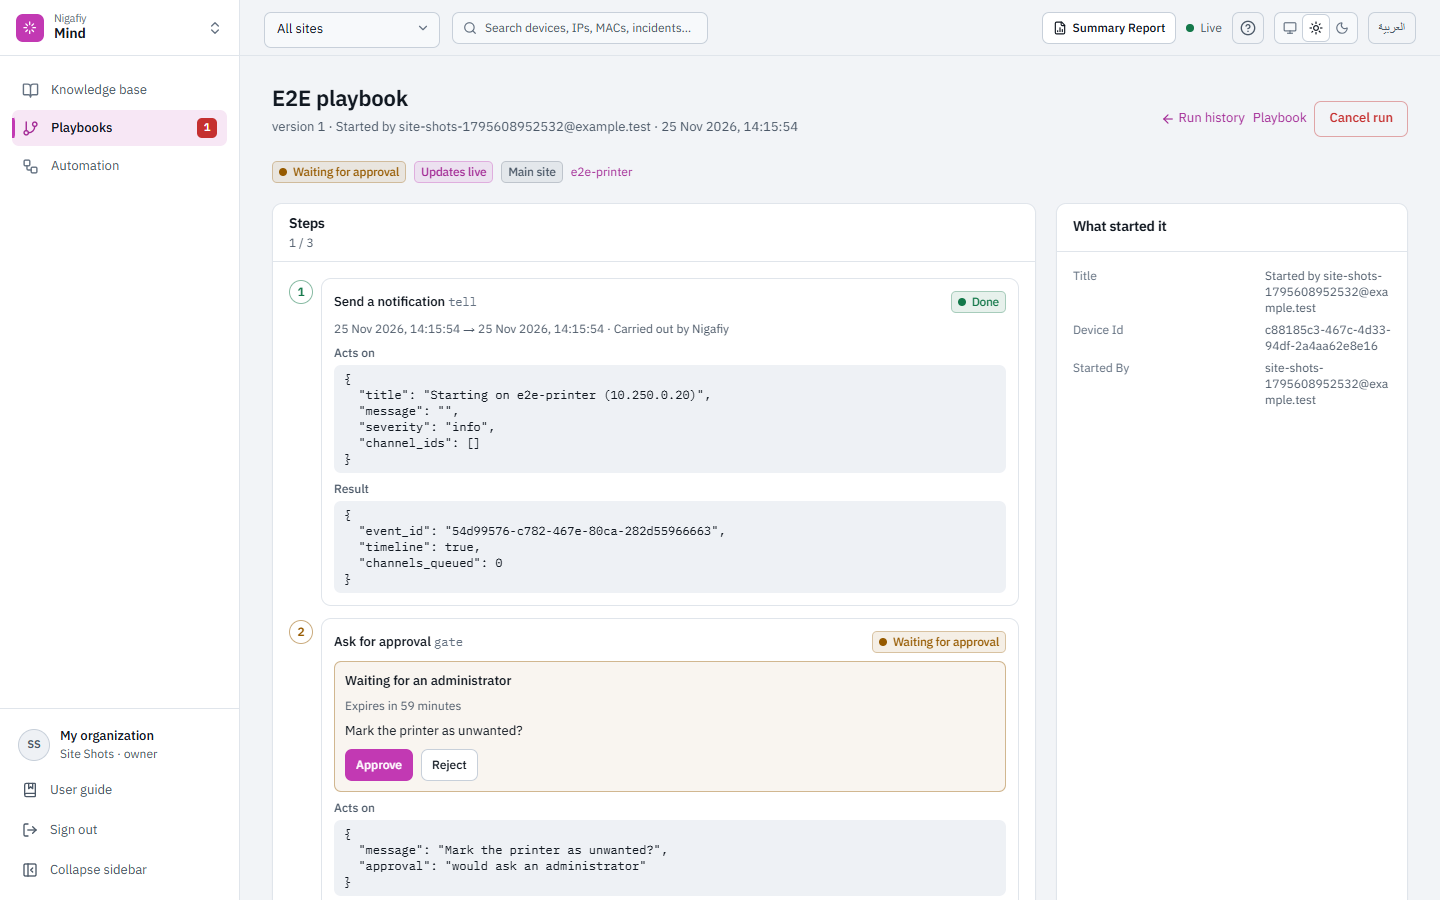 Nigafiy
Mind
All sites
Search devices, IPs, MACs, incidents...
Summary Report
Live
العربية
Knowledge base
Playbooks
1
Automation
E2E playbook
version 1 · Started by site-shots-1795608952532@example.test · 25 Nov 2026, 14:15:54
← Run history
Playbook
Cancel run
Waiting for approval
Updates live
Main site
e2e-printer
Steps
1 / 3
1
Send a notification tell
Done
25 Nov 2026, 14:15:54 → 25 Nov 2026, 14:15:54 · Carried out by Nigafiy
Acts on
{
"title": "Starting on e2e-printer (10.250.0.20)",
"message": "",
"severity": "info",
"channel_ids": []
}
Result
{
"event_id": "54d99576-c782-467e-80ca-282d55966663",
"timeline": true,
"channels_queued": 0
}
2
Ask for approval gate
Waiting for approval
Waiting for an administrator
Expires in 59 minutes
Mark the printer as unwanted?
Approve
Reject
Acts on
{
"message": "Mark the printer as unwanted?",
"approval": "would ask an administrator"
}
What started it
Title
Started by site-shots-
1795608952532@exa
mple.test
Device Id
c88185c3-467c-4d33-
94df-2a4aa62e8e16
Started By
site-shots-
1795608952532@exa
mple.test
SS
My organization
Site Shots · owner
User guide
Sign out
Collapse sidebar